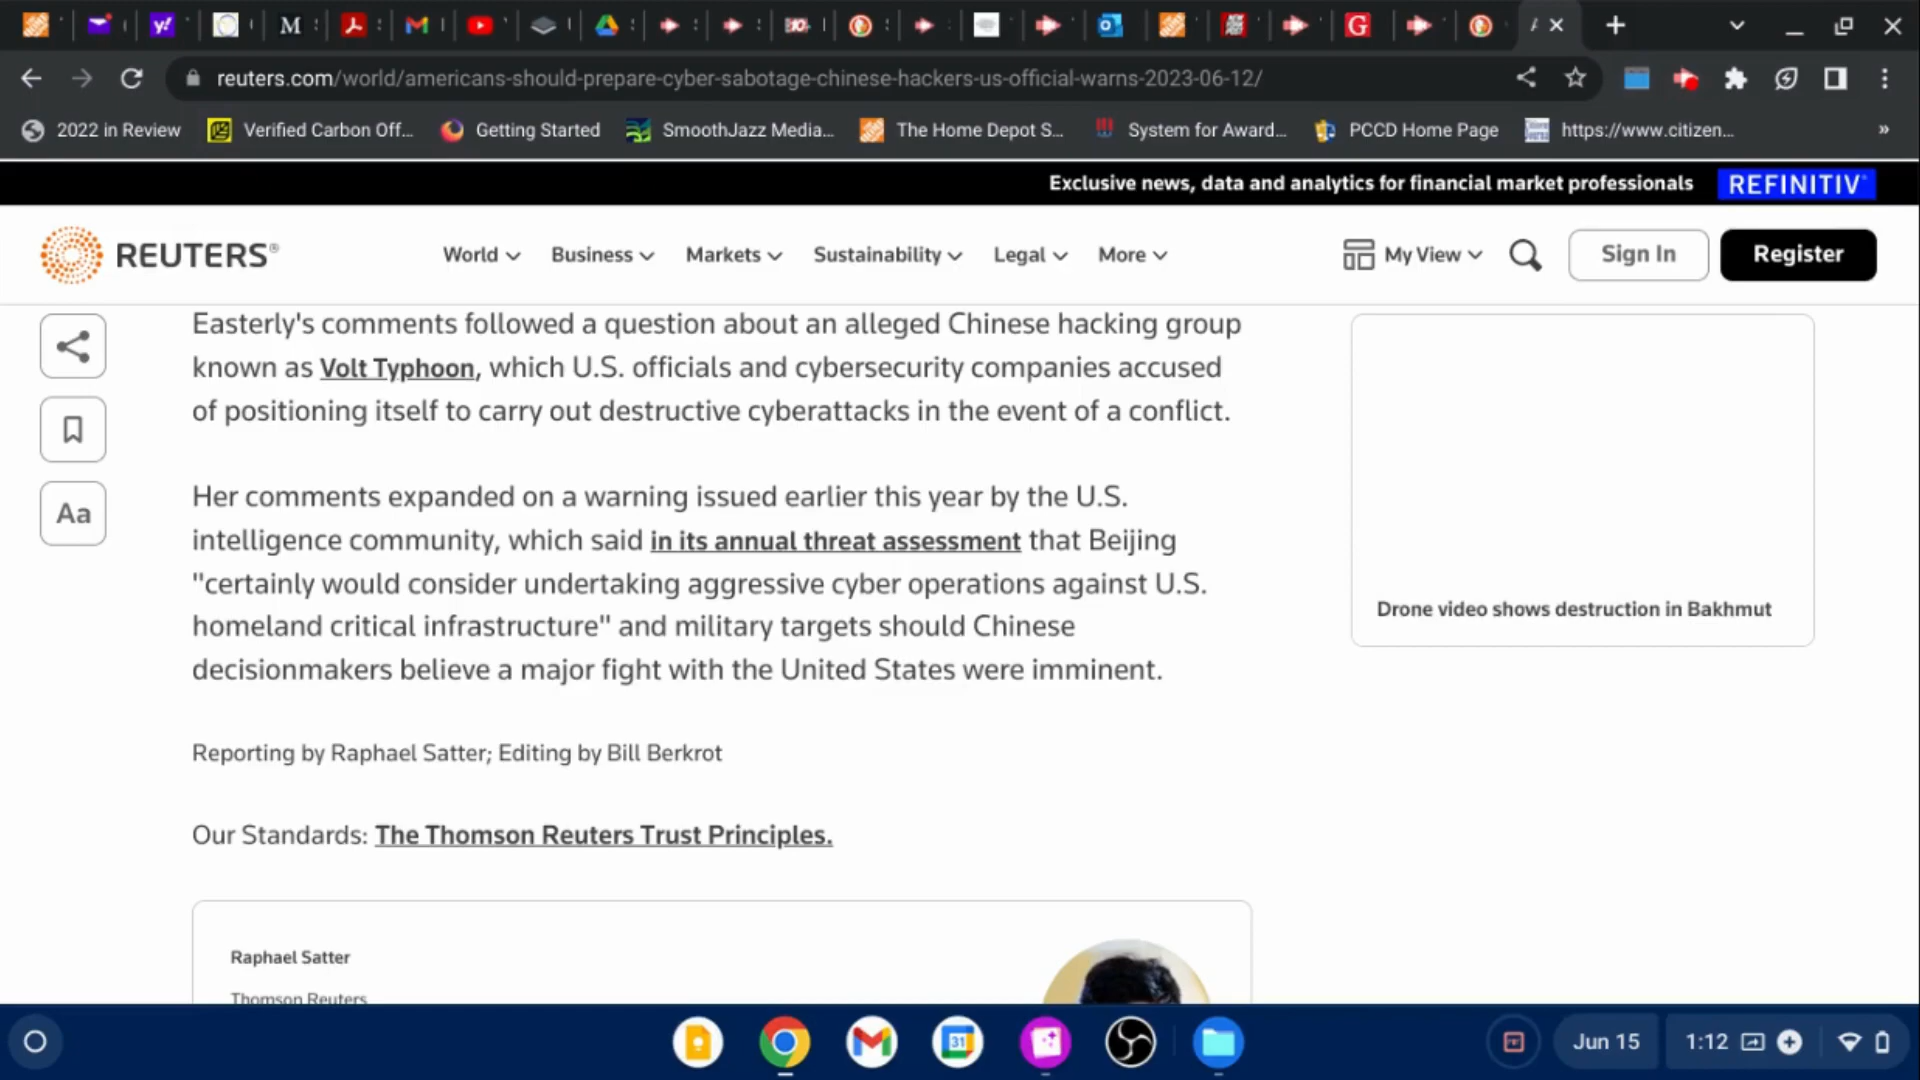 reuters.com/world/americans-should-prepare-cyber-sabotage-chinese-hackers-us-official-warns-2023-06-12/
2022 in Review Verified Carbon Off... Getting Started SmoothJazz Media... The Home Depot S... System for Award... PCCD Home Page https://www.citizen... »
Exclusive news, data and analytics for financial market professionals REFINITIV
REUTERS® World Business Markets Sustainability Legal More My View Sign In Register
Easterly's comments followed a question about an alleged Chinese hacking group
known as Volt Typhoon, which U.S. officials and cybersecurity companies accused
of positioning itself to carry out destructive cyberattacks in the event of a conflict.
Aa
Her comments expanded on a warning issued earlier this year by the U.S.
intelligence community, which said in its annual threat assessment that Beijing
"certainly would consider undertaking aggressive cyber operations against U.S.
homeland critical infrastructure" and military targets should Chinese
decisionmakers believe a major fight with the United States were imminent.
Drone video shows destruction in Bakhmut
Reporting by Raphael Satter; Editing by Bill Berkrot
Our Standards: The Thomson Reuters Trust Principles.
Raphael Satter
Thomson Reuters
31
Jun 15 1:12